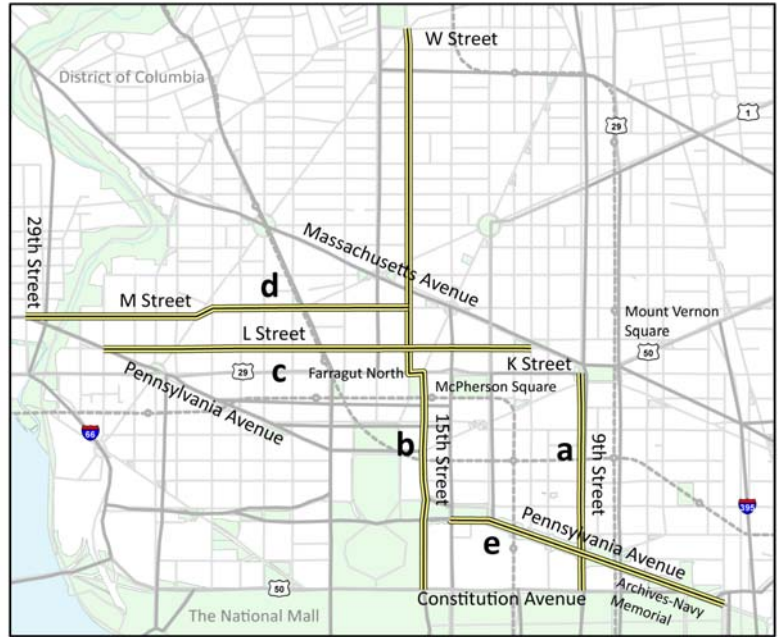 W Street
District of Columbia
1
29
29th Street
Massachusetts Avenue
d
M Street
Mount Vernon
Square
L Street
50
K Street
29
c
Farragut North
McPherson Square
Pennsylvania Avenue
66
b
15th Street
a
9th Street
395
Pennsylvania Avenue
e
50
Constitution Avenue
Archives-Navy
Memorial
The National Mall